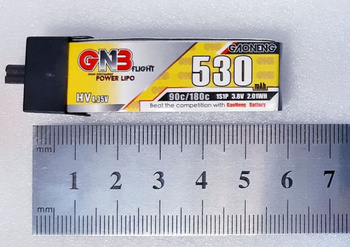 GNB FLIGHT
POWER LIPO
HV 4.35V
GAONENG
530 mAh
90c/180c 1S1P 3.8V 2.01WH
Beat the competition with GaoNeng Battery
mm
1 2 3 4 5 6 7
mm